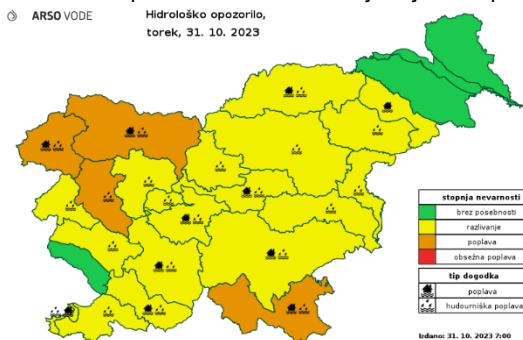 ARSO VODE
Hidrološko opozorilo,
torek, 31. 10. 2023
stopnja nevarnosti
brez posebnosti
razlivanje
poplava
obsežna poplava
tip dogodka
poplava
hudourniška poplava
Izdano: 31. 10. 2023 7:00